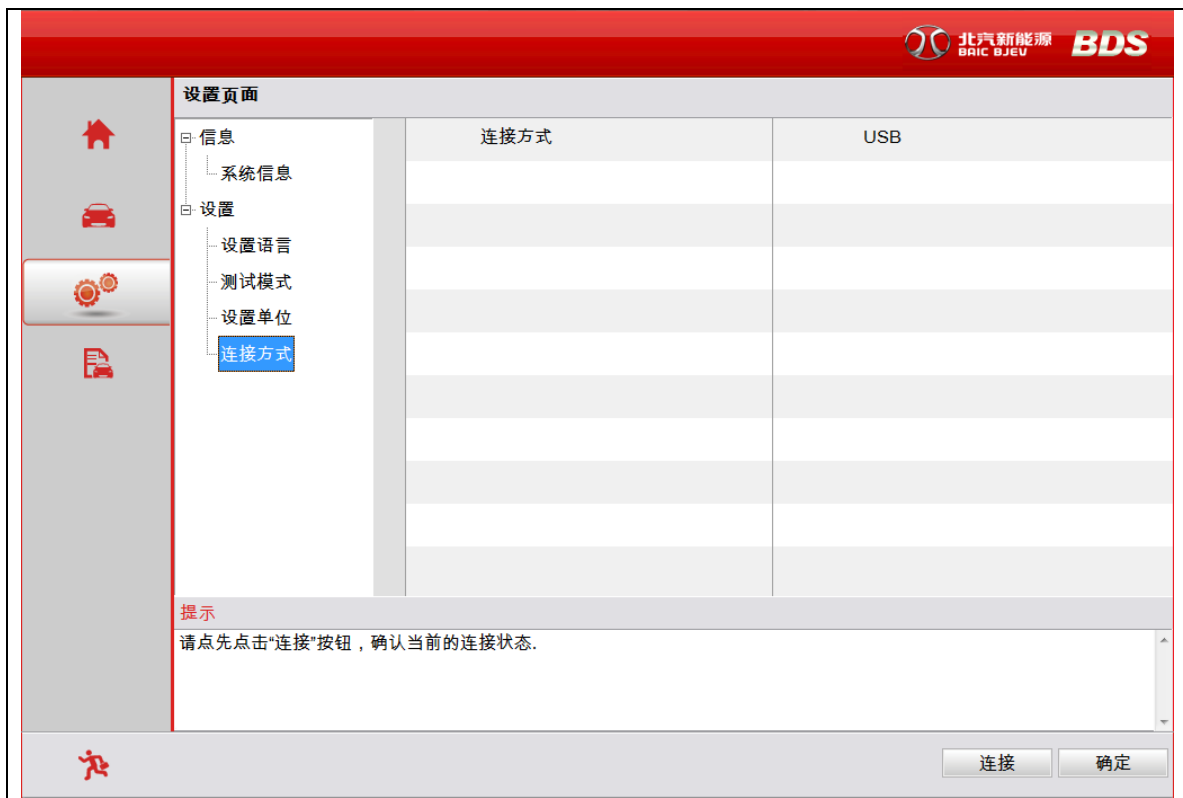 北汽新能源 BDS
BAIC BJEV
设置页面
信息
系统信息
设置
设置语言
测试模式
设置单位
连接方式
连接方式 USB
提示
请点先点击“连接”按钮，确认当前的连接状态.
连接 确定